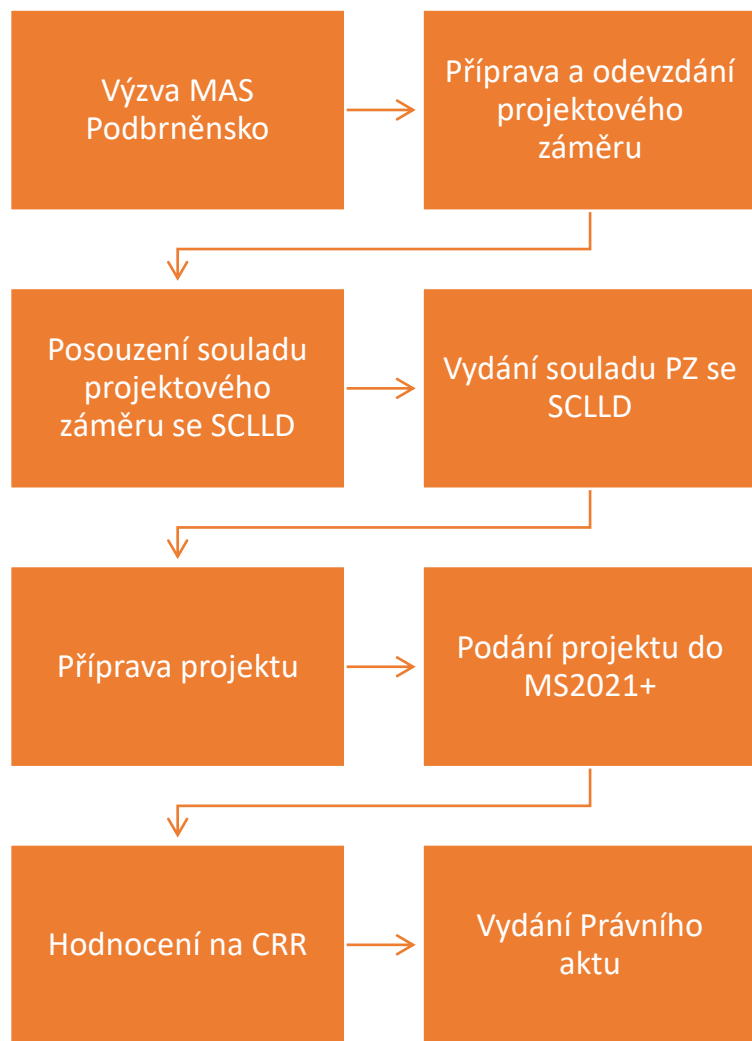 Výzva MAS
Podbrněnsko
Příprava a odevzdání
projektového
záměru
Posouzení souladu
projektového
záměru se SCLLD
Vydání souladu PZ se
SCLLD
Příprava projektu
Podání projektu do
MS2021+
Hodnocení na CRR
Vydání Právního
aktu